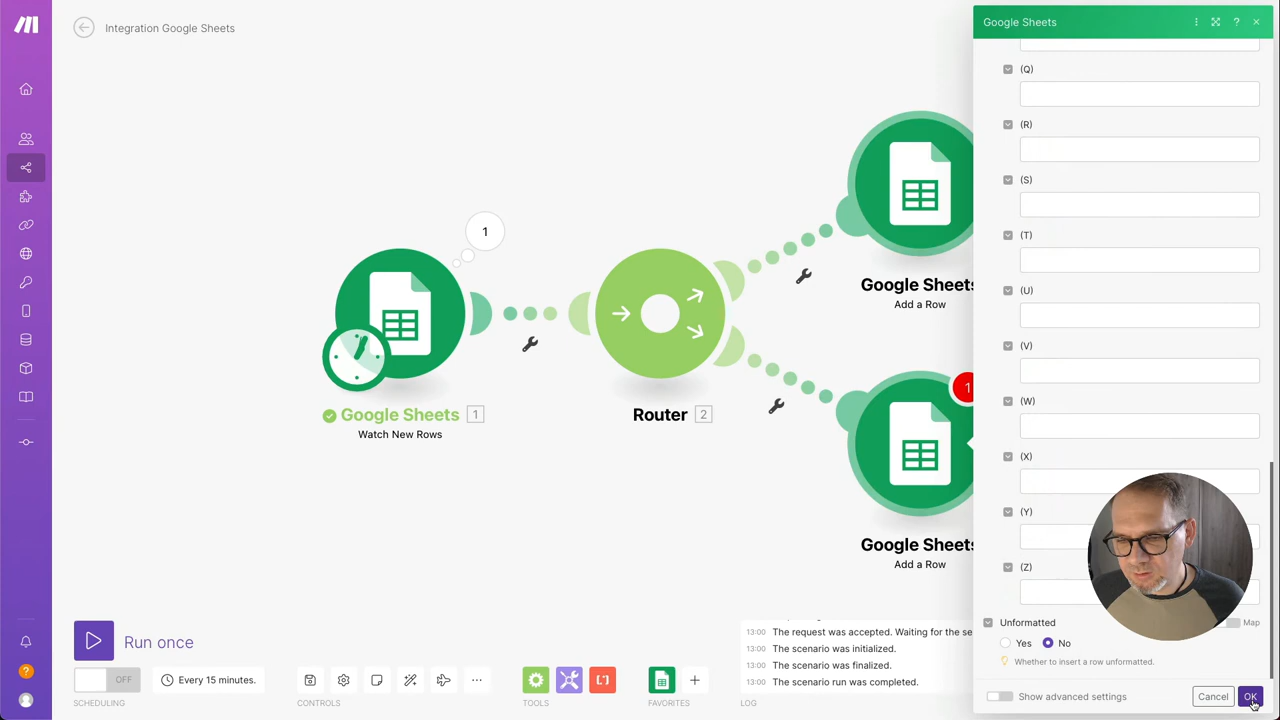 Integration Google Sheets
Google Sheets
?
(Q)
(R)
(S)
(T)
(U)
(V)
(W)
(X)
(Y)
(Z)
Unformatted
Map
Yes
No
Whether to insert a row unformatted.
Show advanced settings
Cancel
OK
1
Google Sheets 1
Watch New Rows
Router 2
Google Sheets
Add a Row
1
Google Sheets
Add a Row
Run once
OFF
Every 15 minutes.
SCHEDULING
CONTROLS
TOOLS
FAVORITES
LOG
13:00 The request was accepted. Waiting for the se
13:00 The scenario was initialized.
13:00 The scenario was finalized.
13:00 The scenario run was completed.
?